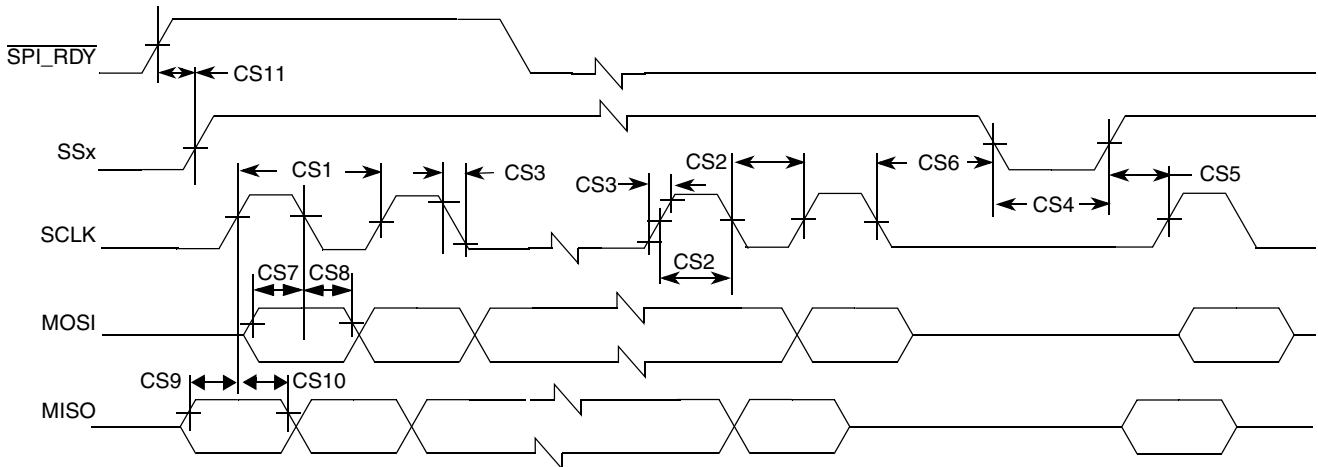 SPI_RDY
CS11
SSx
CS1
CS3
CS3
CS2
CS6
CS4
CS5
SCLK
CS2
CS7
CS8
MOSI
CS9
CS10
MISO